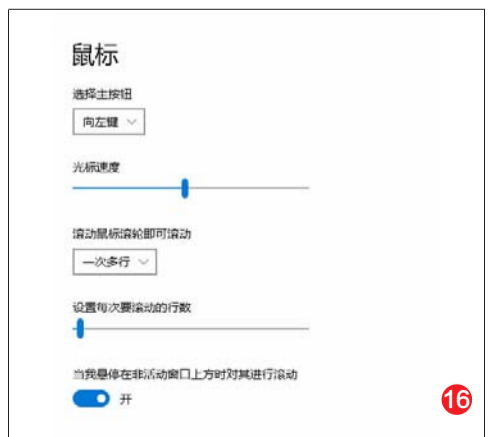 鼠标
选择主按钮
向左键
光标速度
滚动鼠标滚轮即可滚动
一次多行
设置每次要滚动的行数
当我悬停在非活动窗口上方时对其进行滚动
开
16